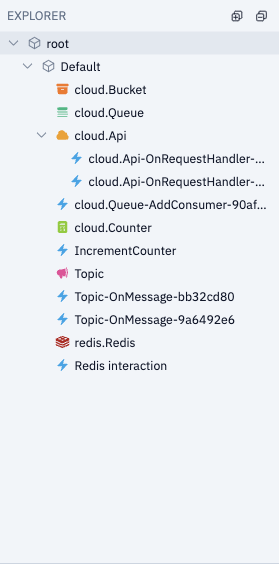 EXPLORER
root
Default
cloud.Bucket
cloud.Queue
cloud.Api
cloud.Api-OnRequestHandler-...
cloud.Api-OnRequestHandler-...
cloud.Queue-AddConsumer-90af...
cloud.Counter
IncrementCounter
Topic
Topic-OnMessage-bb32cd80
Topic-OnMessage-9a6492e6
redis.Redis
Redis interaction